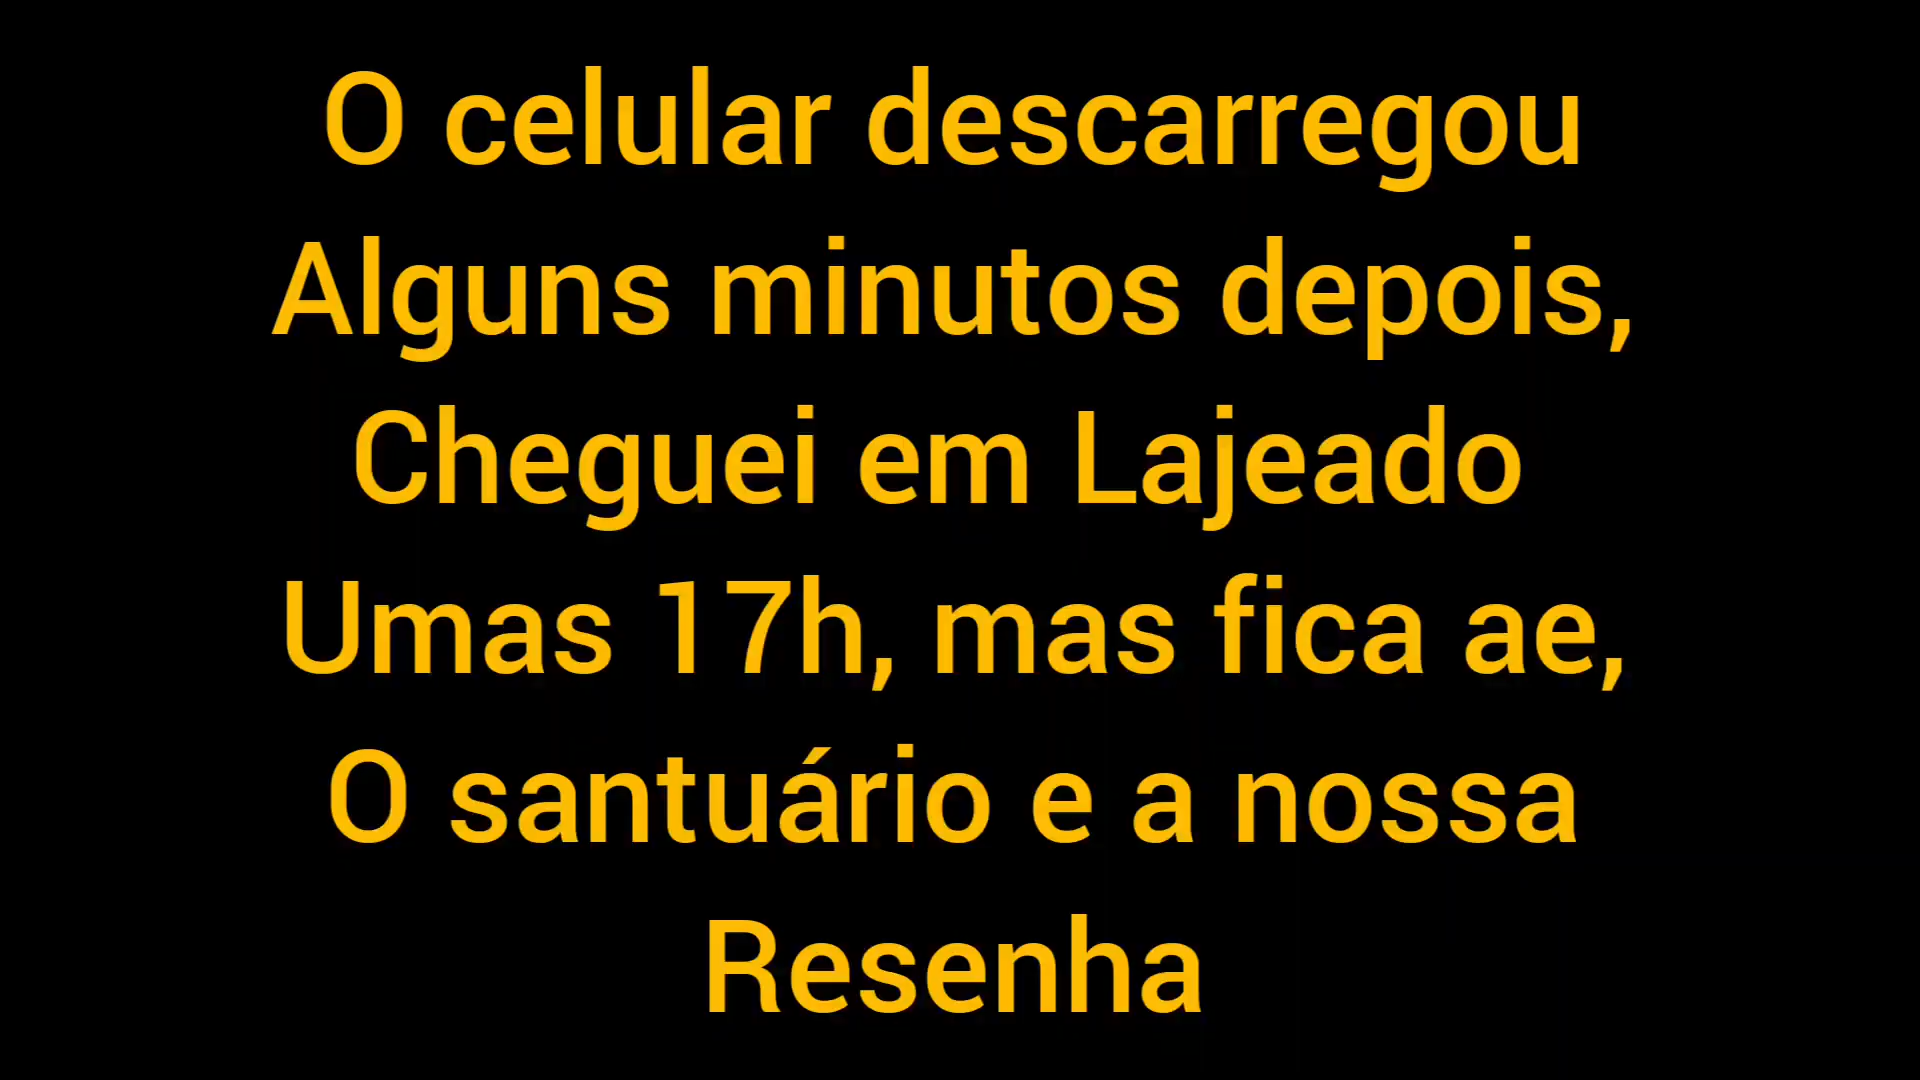 O celular descarregou
Alguns minutos depois,
Cheguei em Lajeado
Umas 17h, mas fica ae,
O santuário e a nossa
Resenha